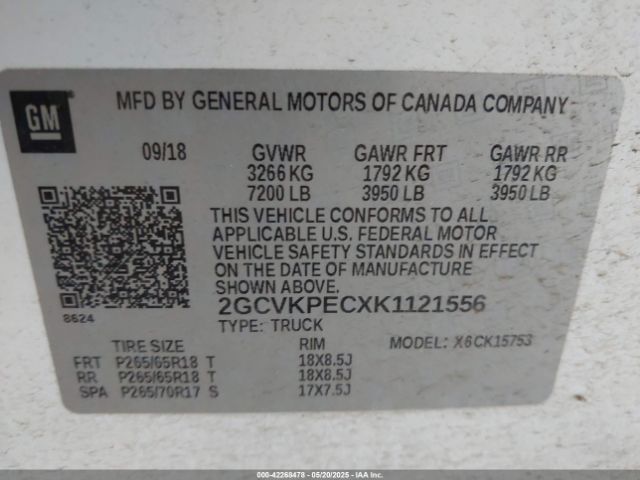 GM
MFD BY GENERAL MOTORS OF CANADA COMPANY
09/18 GVWR GAWR FRT GAWR RR
3266 KG 1792 KG 1792 KG
7200 LB 3950 LB 3950 LB
THIS VEHICLE CONFORMS TO ALL
APPLICABLE U.S. FEDERAL MOTOR
VEHICLE SAFETY STANDARDS IN EFFECT
ON THE DATE OF MANUFACTURE
SHOWN ABOVE.
2GCVKPECXK1121556
8624
TYPE: TRUCK
TIRE SIZE RIM MODEL: X6CK15753
FRT P265/65R18 T 18X8.5J
RR P265/65R18 T 18X8.5J
SPA P265/70R17 S 17X7.5J
000-42268478 - 05/20/2025 - IAAI.COM